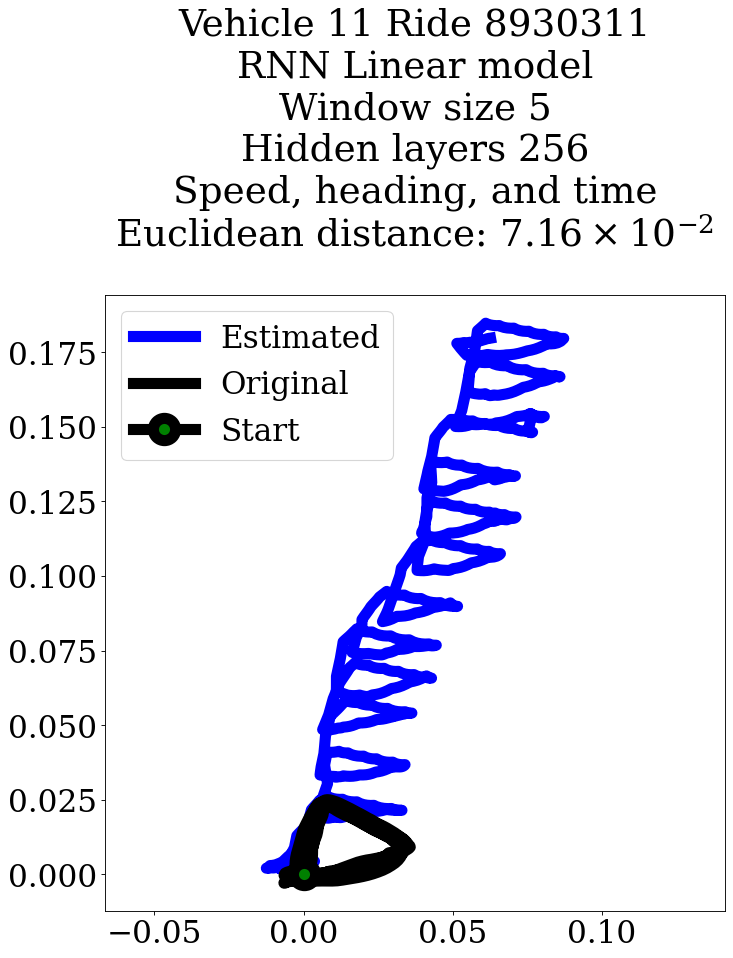 Vehicle 11 Ride 8930311
RNN Linear model
Window size 5
Hidden layers 256
Speed, heading, and time
Euclidean distance: 7.16 × 10⁻²
Estimated
Original
Start
0.175
0.150
0.125
0.100
0.075
0.050
0.025
0.000
−0.05 0.00 0.05 0.10